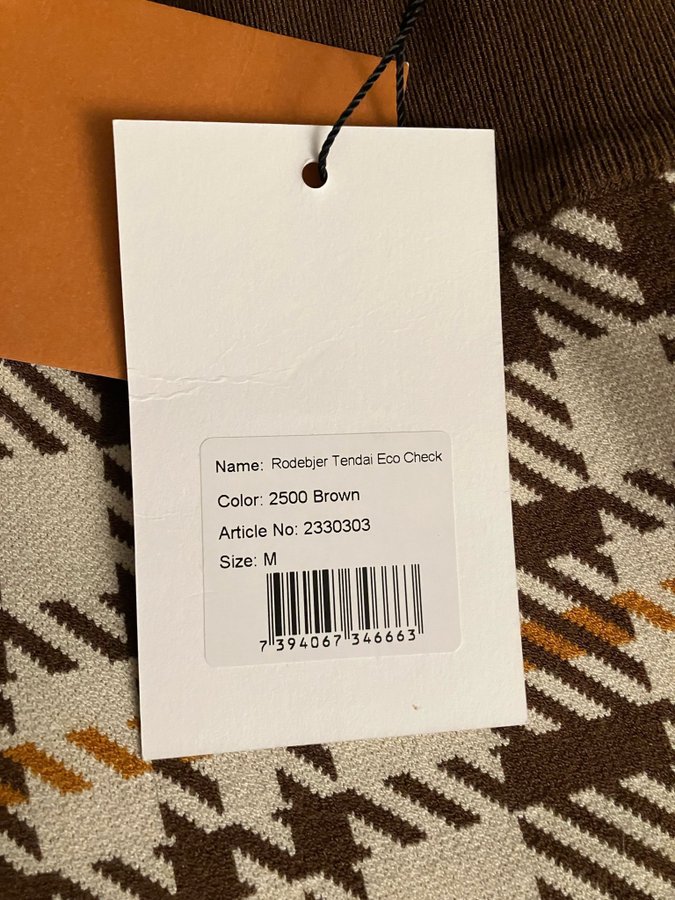 Name: Rodebjer Tendai Eco Check
Color: 2500 Brown
Article No: 2330303
Size: M
7 394067 346663